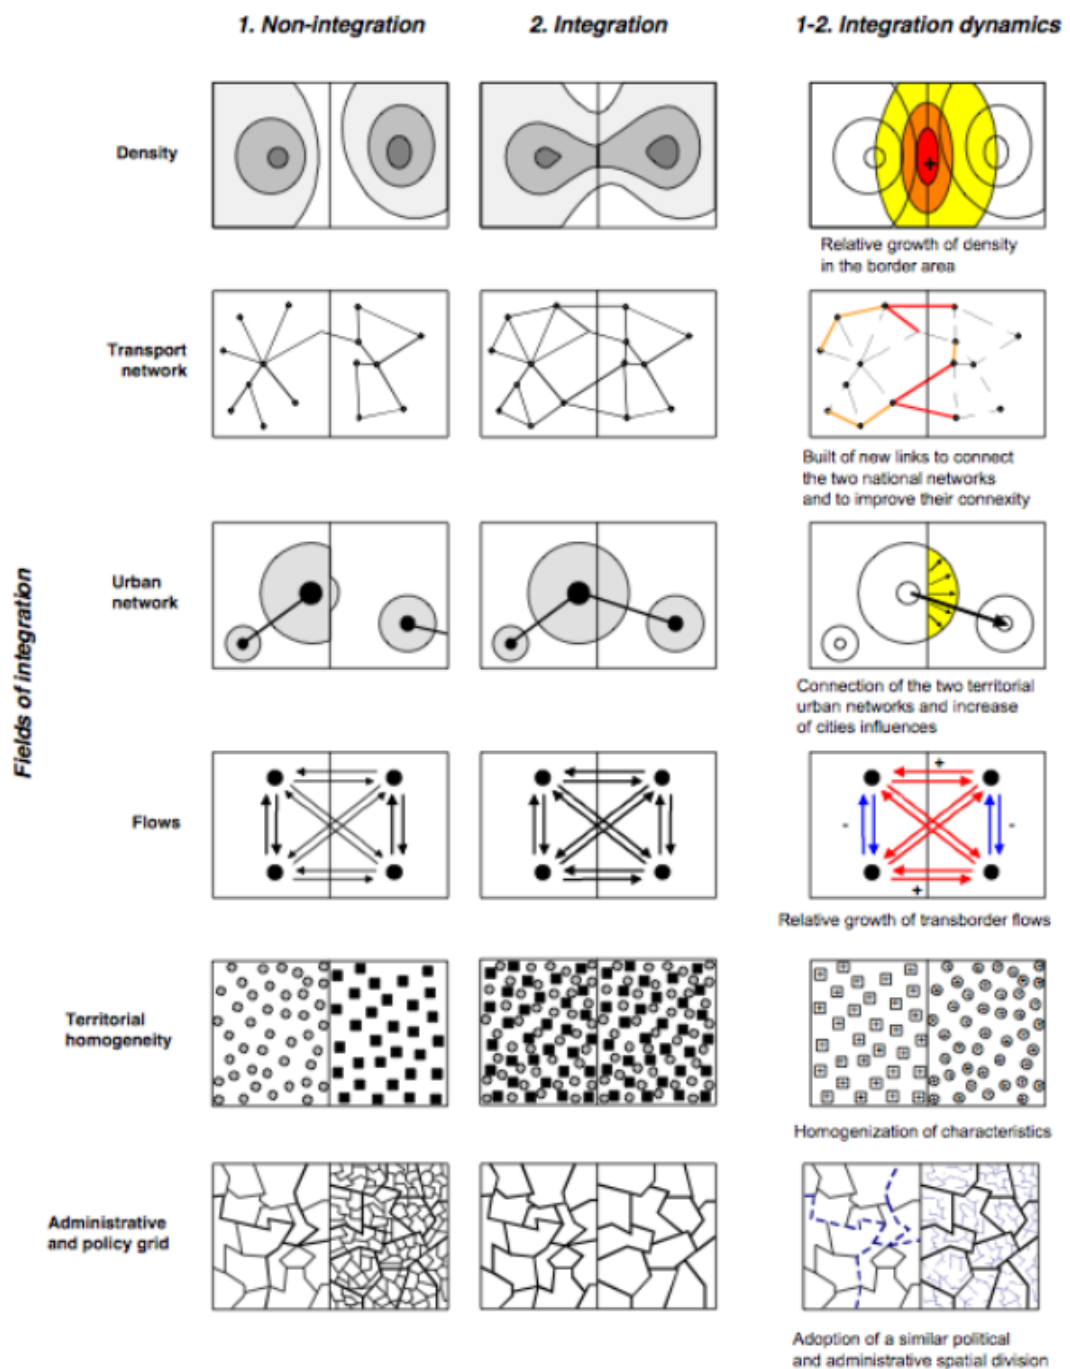 1. Non-integration
2. Integration
1-2. Integration dynamics
Fields of integration
Density
+
Relative growth of density
in the border area
Transport
network
Built of new links to connect
the two national networks
and to improve their connexity
Urban
network
Connection of the two territorial
urban networks and increase
of cities influences
Flows
+
-
-
+
Relative growth of transborder flows
Territorial
homogeneity
Homogenization of characteristics
Administrative
and policy grid
Adoption of a similar political
and administrative spatial division